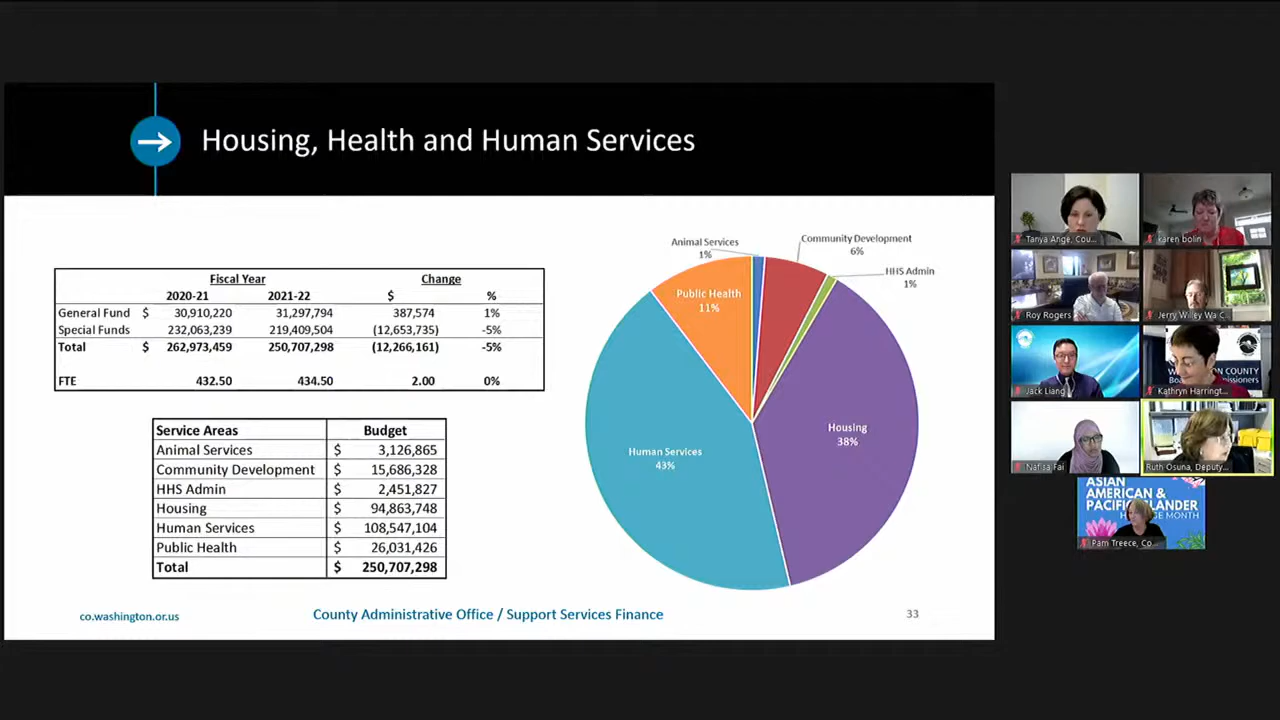 Housing, Health and Human Services
Fiscal Year Change
2020-21 2021-22 $ %
General Fund $ 30,910,220 31,297,794 387,574 1%
Special Funds 232,063,239 219,409,504 (12,653,735) -5%
Total $ 262,973,459 250,707,298 (12,266,161) -5%
FTE 432.50 434.50 2.00 0%
Service Areas Budget
Animal Services $ 3,126,865
Community Development $ 15,686,328
HHS Admin $ 2,451,827
Housing $ 94,863,748
Human Services $ 108,547,104
Public Health $ 26,031,426
Total $ 250,707,298
Animal Services
1%
Community Development
6%
HHS Admin
1%
Public Health
11%
Housing
38%
Human Services
43%
co.washington.or.us
County Administrative Office / Support Services Finance
33
Tanya Ange, Cou...
karen bolin
Roy Rogers
Jerry Willey Wa C...
Jack Liang
Kathryn Harringt...
Nafisa Fai
Ruth Osuna, Deputy...
ASIAN
AMERICAN &
PACIFIC
Pam Treece, Co...